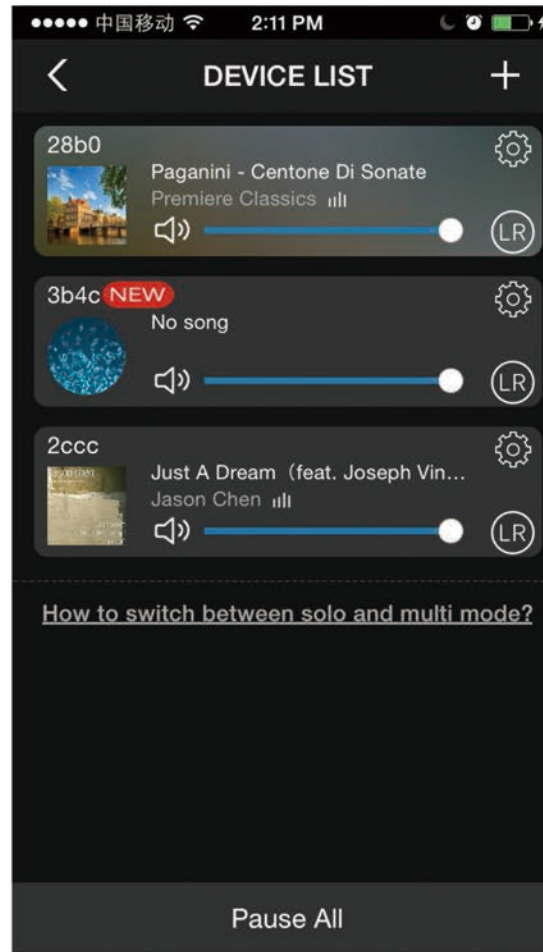 中国移动 2:11 PM
DEVICE LIST
28b0
Paganini - Centone Di Sonate
Premiere Classics
LR
3b4c NEW
No song
LR
2ccc
Just A Dream（feat. Joseph Vin...
Jason Chen
LR
How to switch between solo and multi mode?
Pause All